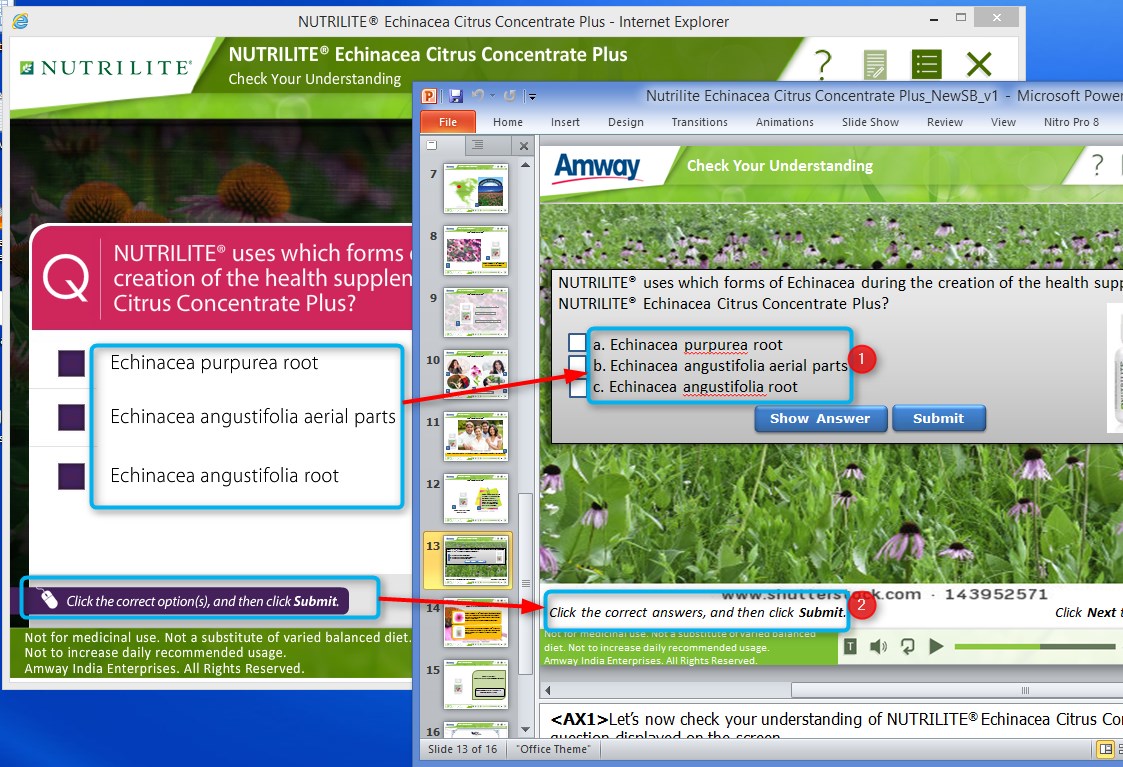 NUTRILITE® Echinacea Citrus Concentrate Plus - Internet Explorer
NUTRILITE®
NUTRILITE® Echinacea Citrus Concentrate Plus
Check Your Understanding
Q
NUTRILITE® uses which forms
creation of the health supplem
Citrus Concentrate Plus?
Echinacea purpurea root
Echinacea angustifolia aerial parts
Echinacea angustifolia root
Click the correct option(s), and then click Submit.
Not for medicinal use. Not a substitute of varied balanced diet.
Not to increase daily recommended usage.
Amway India Enterprises. All Rights Reserved.
Nutrilite Echinacea Citrus Concentrate Plus_NewSB_v1 - Microsoft Power
File Home Insert Design Transitions Animations Slide Show Review View Nitro Pro 8
7
8
9
10
11
12
13
14
15
16
Amway
Check Your Understanding
?
NUTRILITE® uses which forms of Echinacea during the creation of the health supp
NUTRILITE® Echinacea Citrus Concentrate Plus?
a. Echinacea purpurea root
b. Echinacea angustifolia aerial parts
c. Echinacea angustifolia root
1
Show Answer Submit
www.shutterstock.com · 143952571
Click the correct answers, and then click Submit.
2
Click Next t
Not for medicinal use. Not a substitute of varied balanced
diet. Not to increase daily recommended usage.
Amway India Enterprises. All Rights Reserved.
T
<AX1>Let's now check your understanding of NUTRILITE® Echinacea Citrus Co
question displayed on the screen
Slide 13 of 16 "Office Theme"